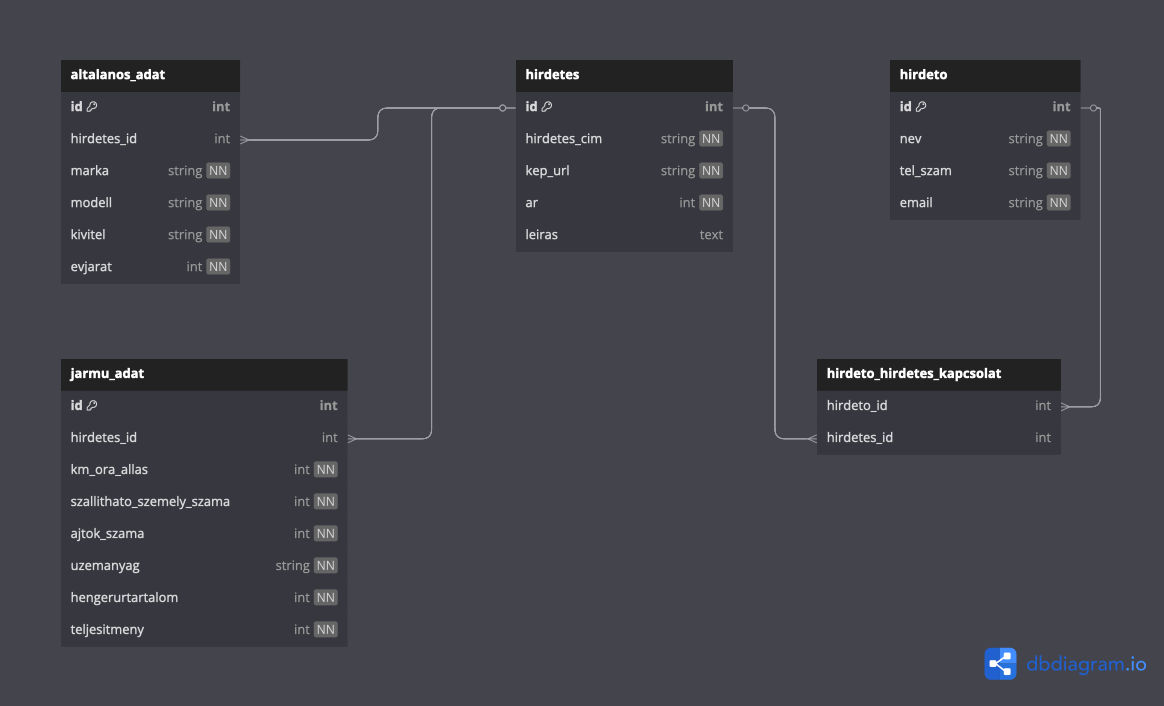 altalanos_adat
id int
hirdetes_id int
marka string NN
modell string NN
kivitel string NN
evjarat int NN
hirdetes
id int
hirdetes_cim string NN
kep_url string NN
ar int NN
leiras text
hirdeto
id int
nev string NN
tel_szam string NN
email string NN
jarmu_adat
id int
hirdetes_id int
km_ora_allas int NN
szallithato_szemely_szama int NN
ajtok_szama int NN
uzemanyag string NN
hengerurtartalom int NN
teljesitmeny int NN
hirdeto_hirdetes_kapcsolat
hirdeto_id int
hirdetes_id int
dbdiagram.io